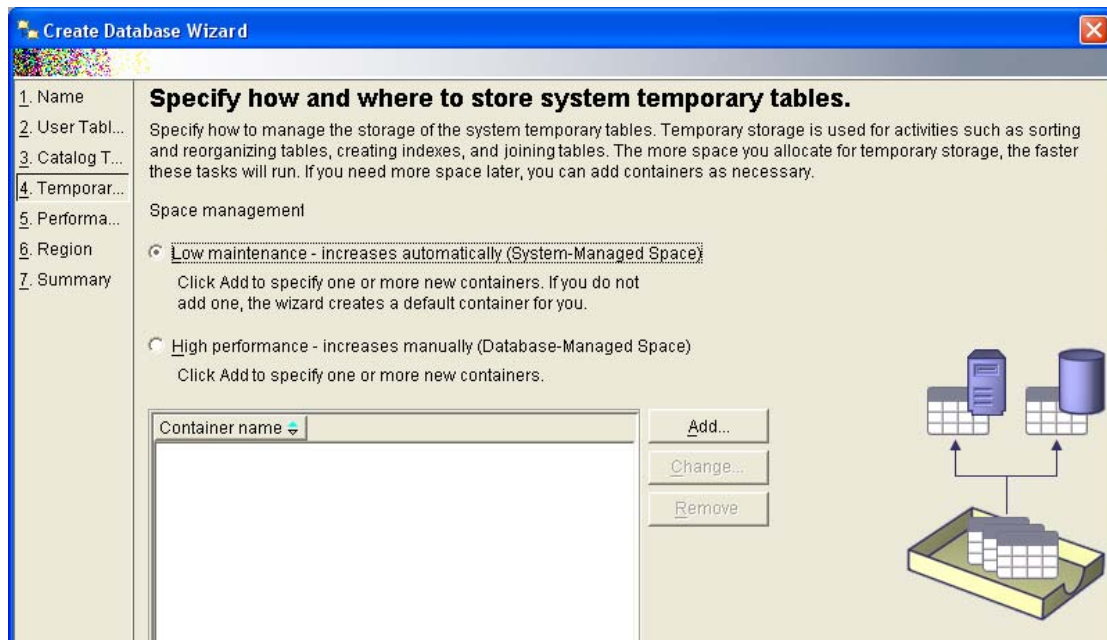 Create Database Wizard
1. Name
2. User Tabl...
3. Catalog T...
4. Temporar...
5. Performa...
6. Region
7. Summary
Specify how and where to store system temporary tables.
Specify how to manage the storage of the system temporary tables. Temporary storage is used for activities such as sorting
and reorganizing tables, creating indexes, and joining tables. The more space you allocate for temporary storage, the faster
these tasks will run. If you need more space later, you can add containers as necessary.
Space management
Low maintenance - increases automatically (System-Managed Space)
Click Add to specify one or more new containers. If you do not
add one, the wizard creates a default container for you.
High performance - increases manually (Database-Managed Space)
Click Add to specify one or more new containers.
Container name
Add...
Change...
Remove